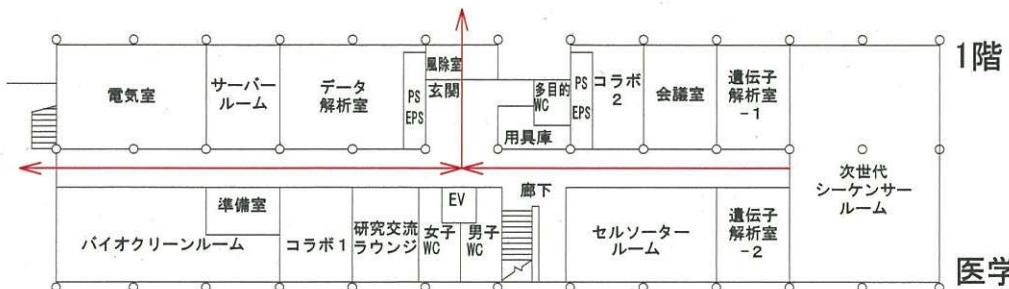 1階
電気室
サーバー
ルーム
データ
解析室
PS
EPS
風除室
玄関
多目的
WC
用具庫
PS
EPS
コラボ
2
会議室
遺伝子
解析室
-1
次世代
シーケンサー
ルーム
準備室
バイオクリーンルーム
コラボ1
研究交流
ラウンジ
女子
WC
EV
男子
WC
廊下
セルソーター
ルーム
遺伝子
解析室
-2
医学